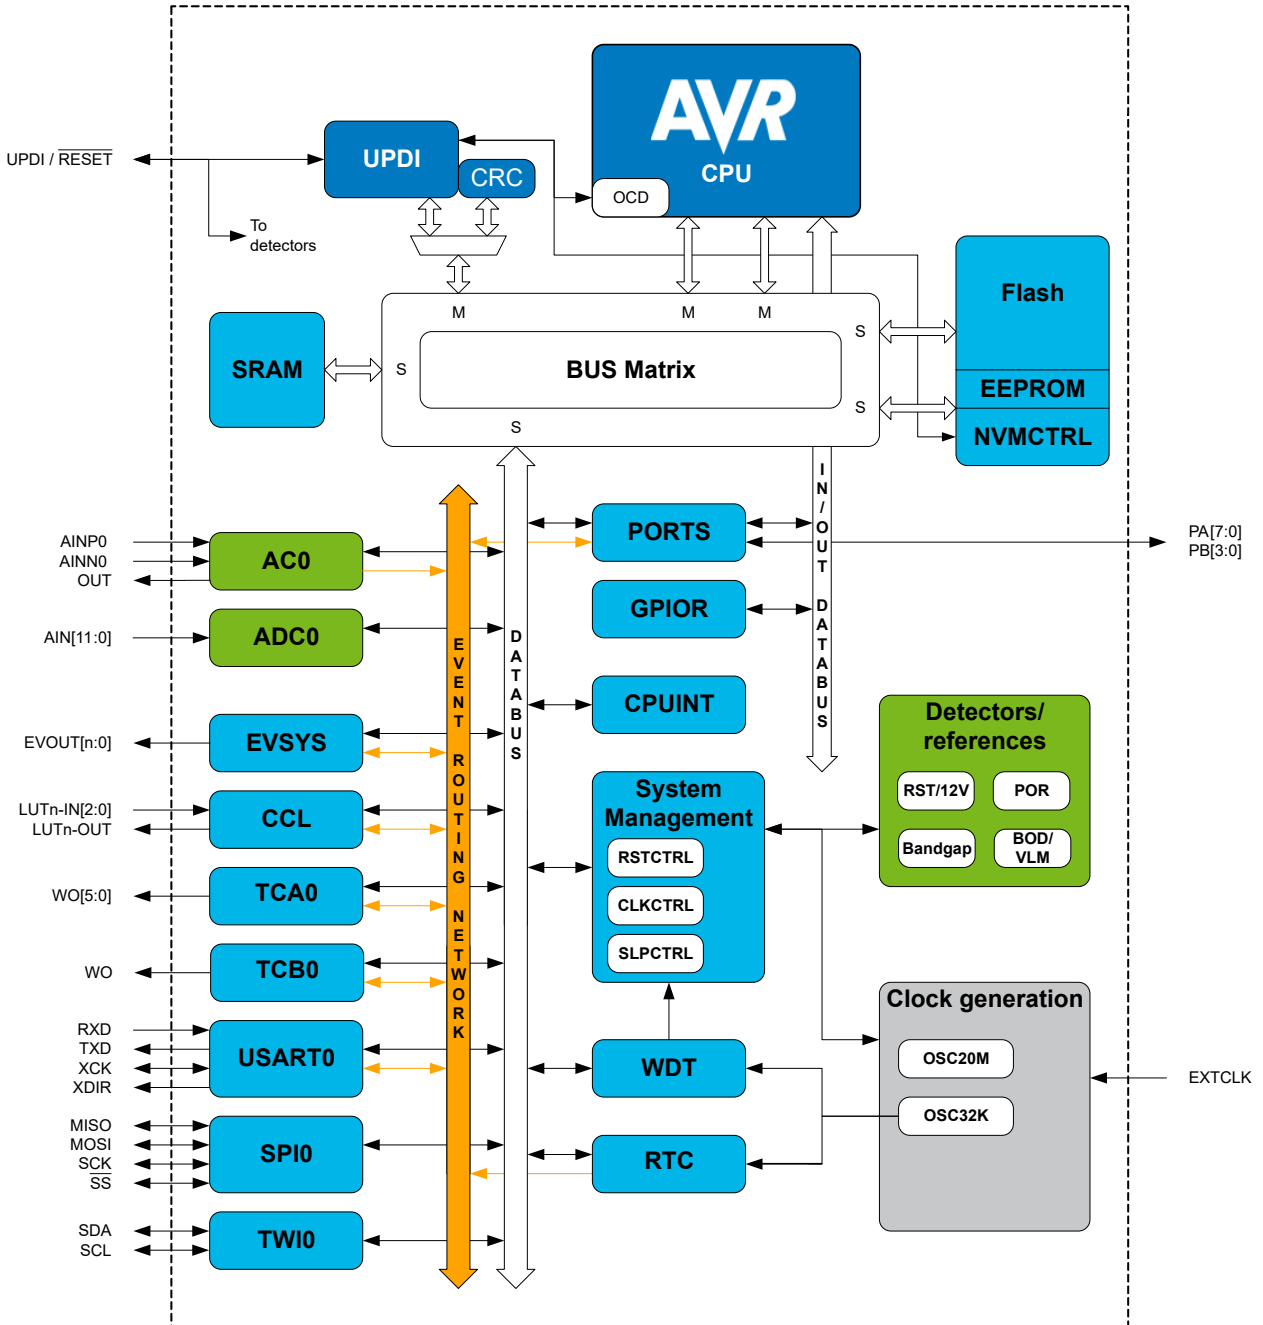 AVR
CPU
OCD
UPDI / RESET
UPDI
CRC
To
detectors
Flash
EEPROM
NVMCTRL
M
M
M
S
S
S
S
SRAM
BUS Matrix
IN/OUT DATABUS
DATABUS
EVENT ROUTING NETWORK
AINP0
AINN0
OUT
AC0
AIN[11:0]
ADC0
EVOUT[n:0]
EVSYS
LUTn-IN[2:0]
LUTn-OUT
CCL
WO[5:0]
TCA0
WO
TCB0
RXD
TXD
XCK
XDIR
USART0
MISO
MOSI
SCK
SS
SPI0
SDA
SCL
TWI0
PORTS
PA[7:0]
PB[3:0]
GPIOR
CPUINT
System
Management
RSTCTRL
CLKCTRL
SLPCTRL
WDT
RTC
Detectors/
references
RST/12V
POR
Bandgap
BOD/
VLM
Clock generation
OSC20M
OSC32K
EXTCLK